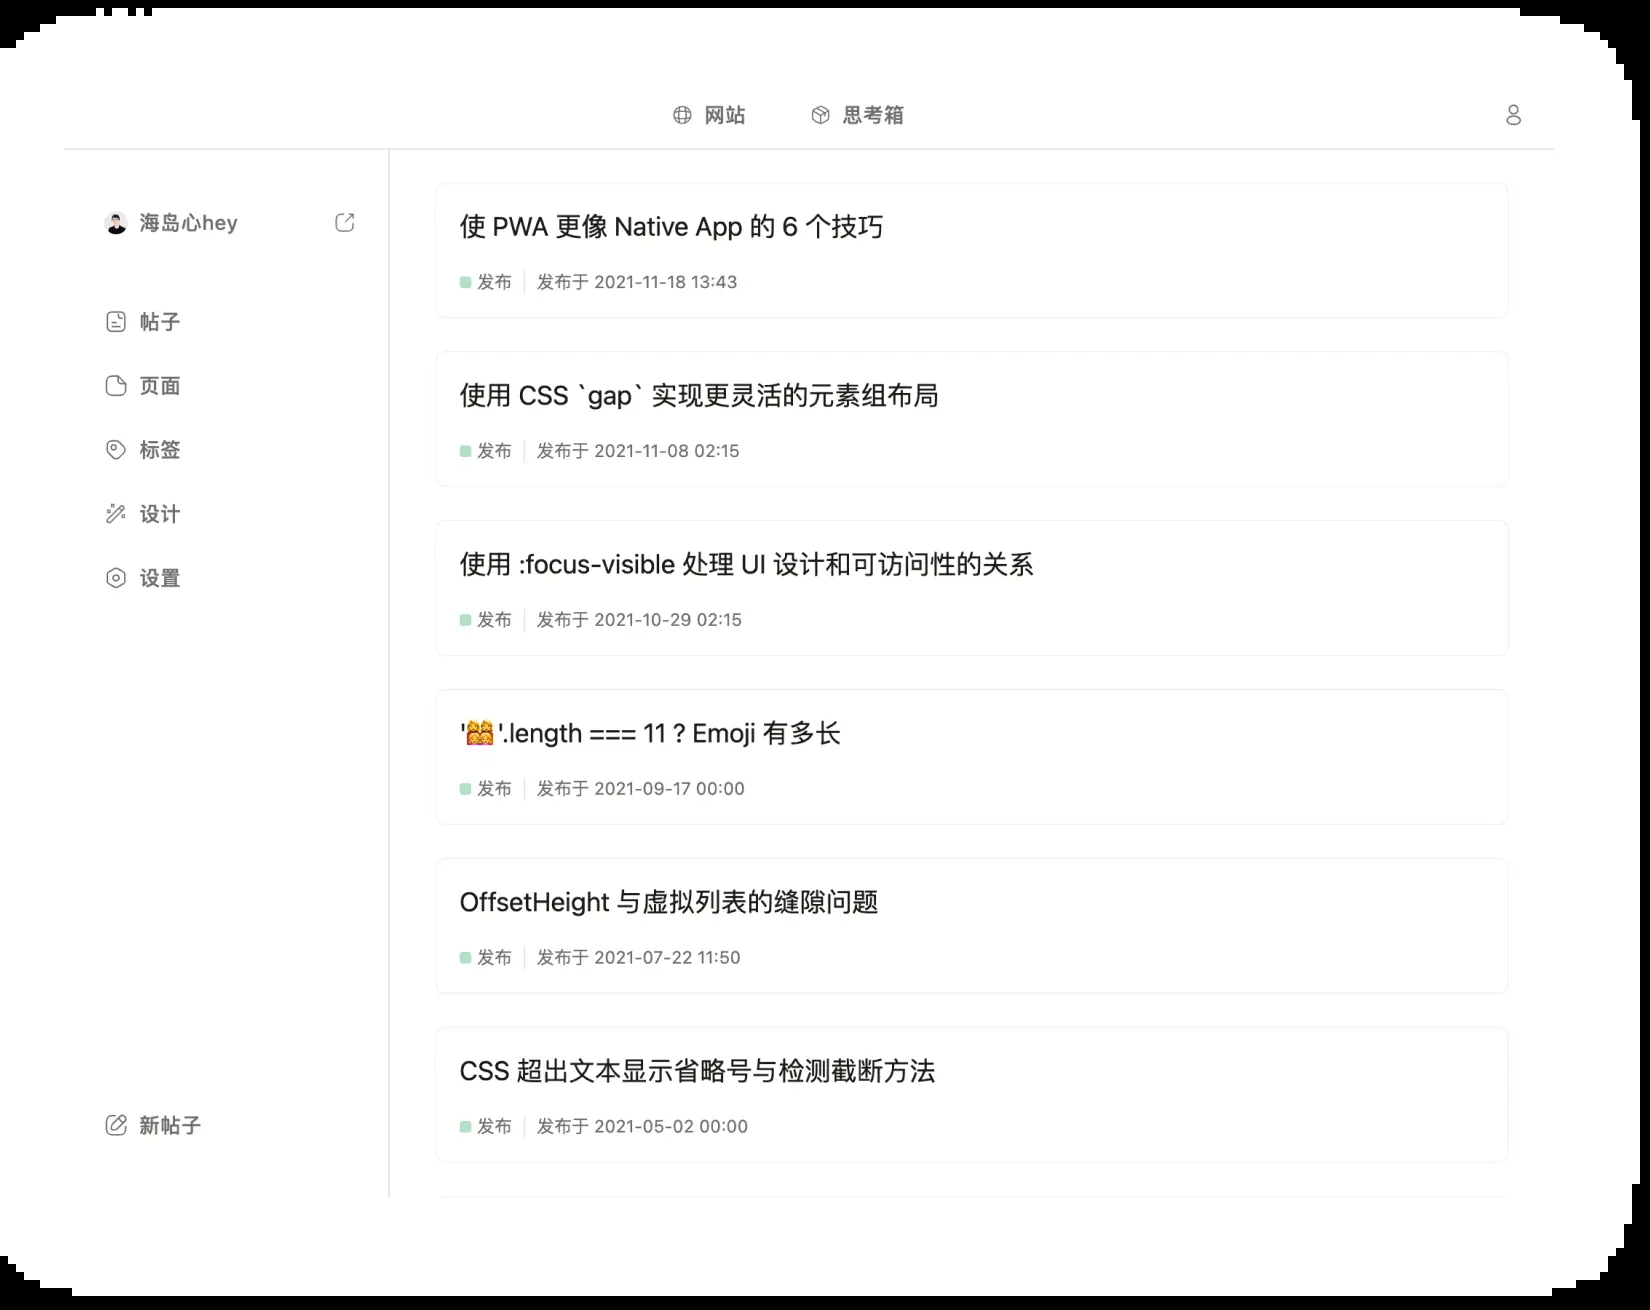 网站
思考箱
海岛心hey
帖子
页面
标签
设计
设置
新帖子
使 PWA 更像 Native App 的 6 个技巧
发布 发布于 2021-11-18 13:43
使用 CSS `gap` 实现更灵活的元素组布局
发布 发布于 2021-11-08 02:15
使用 :focus-visible 处理 UI 设计和可访问性的关系
发布 发布于 2021-10-29 02:15
'👨‍👩‍👧‍👦'.length === 11 ? Emoji 有多长
发布 发布于 2021-09-17 00:00
OffsetHeight 与虚拟列表的缝隙问题
发布 发布于 2021-07-22 11:50
CSS 超出文本显示省略号与检测截断方法
发布 发布于 2021-05-02 00:00